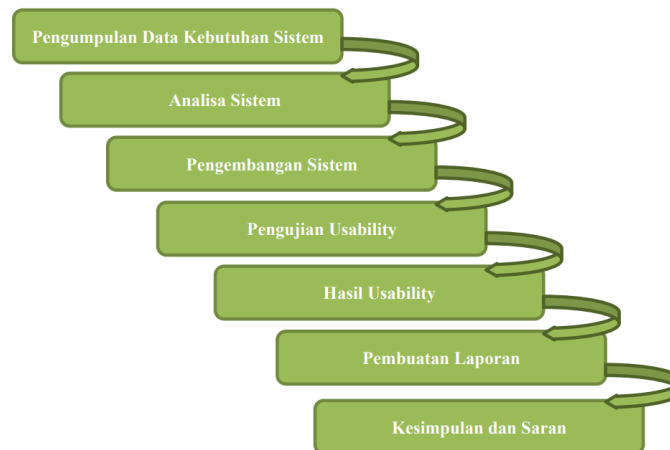 Pengumpulan Data Kebutuhan Sistem
Analisa Sistem
Pengembangan Sistem
Pengujian Usability
Hasil Usability
Pembuatan Laporan
Kesimpulan dan Saran